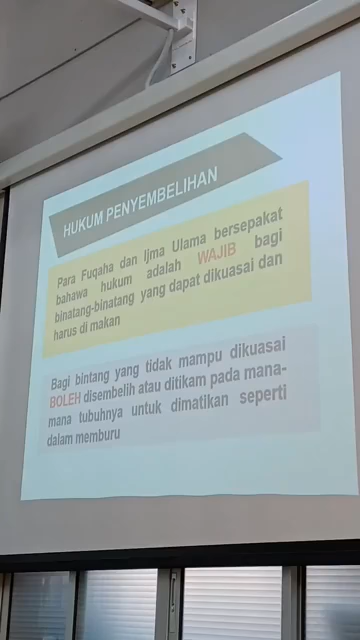 HUKUM PENYEMBELIHAN
Para Fuqaha dan Ijma Ulama bersepakat
bahawa hukum adalah WAJIB bagi
binatang-binatang yang dapat dikuasai dan
harus di makan
Bagi bintang yang tidak mampu dikuasai
BOLEH disembelih atau ditikam pada mana-
mana tubuhnya untuk dimatikan seperti
dalam memburu